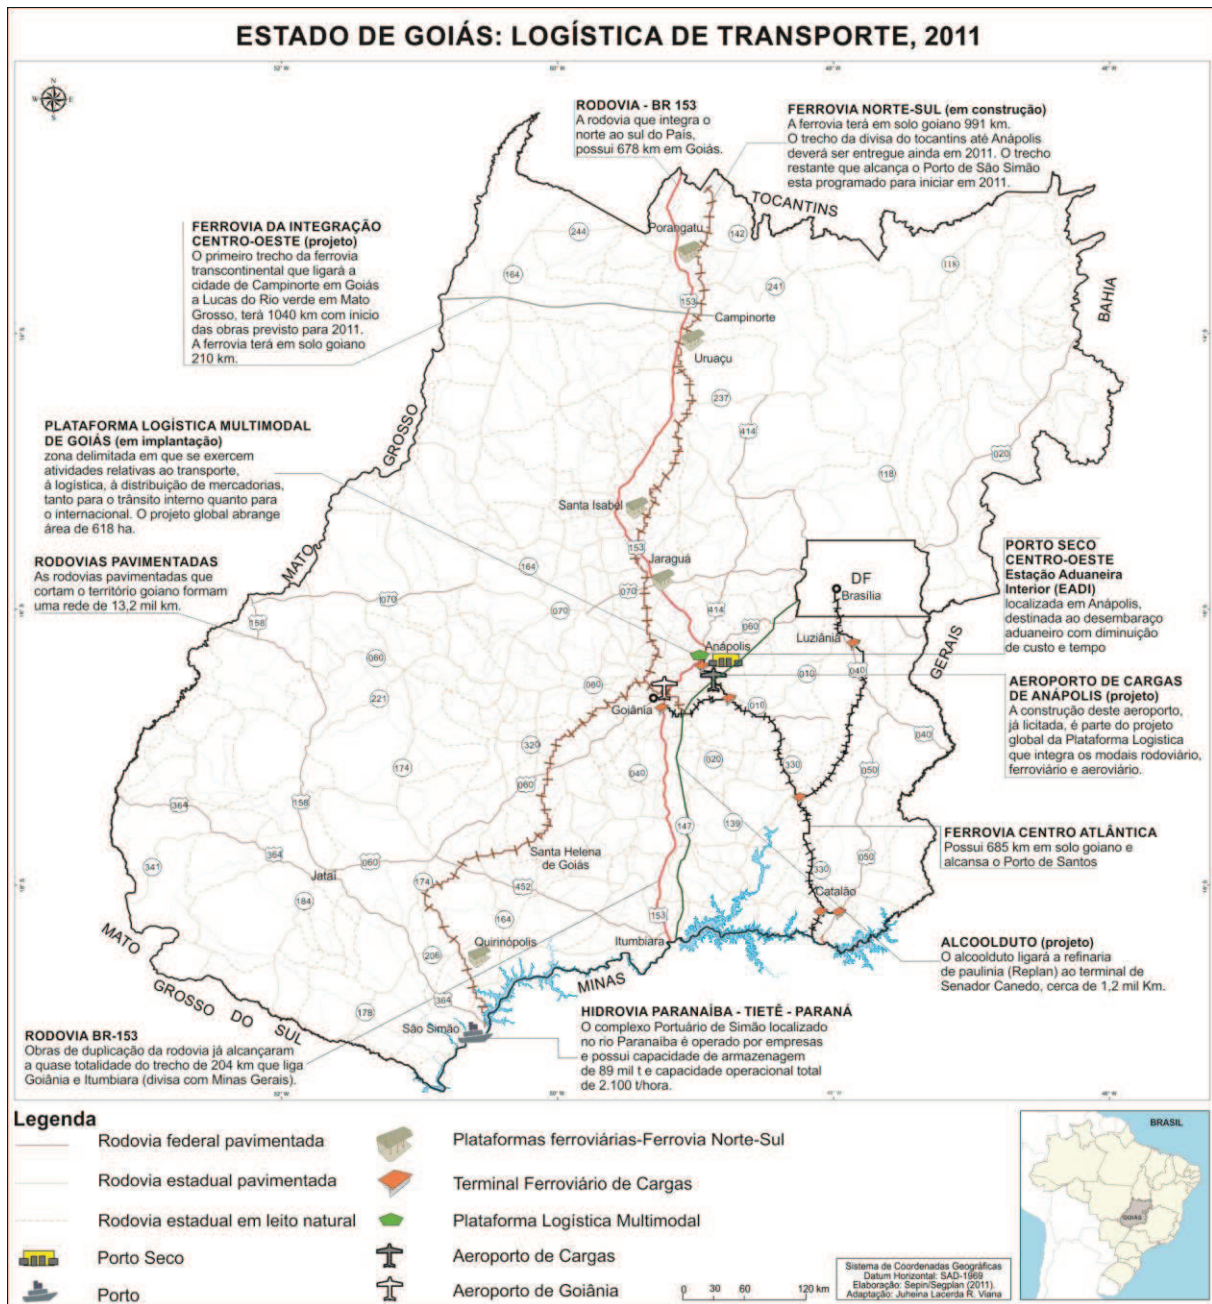 ESTADO DE GOIÁS: LOGÍSTICA DE TRANSPORTE, 2011
52° W
50° W
48° W
46° W
N
W
E
S
RODOVIA - BR 153
A rodovia que integra o
norte ao sul do País,
possui 678 km em Goiás.
FERROVIA NORTE-SUL (em construção)
A ferrovia terá em solo goiano 991 km.
O trecho da divisa do tocantins até Anápolis
deverá ser entregue ainda em 2011. O trecho
restante que alcança o Porto de São Simão
esta programado para iniciar em 2011.
TOCANTINS
FERROVIA DA INTEGRAÇÃO
CENTRO-OESTE (projeto)
O primeiro trecho da ferrovia
transcontinental que ligará a
cidade de Campinorte em Goiás
a Lucas do Rio verde em Mato
Grosso, terá 1040 km com inicio
das obras previsto para 2011.
A ferrovia terá em solo goiano
210 km.
Porangatu
244
142
164
118
241
153
Campinorte
BAHIA
Uruaçu
237
414
020
118
GROSSO
MATO
PLATAFORMA LOGÍSTICA MULTIMODAL
DE GOIÁS (em implantação)
zona delimitada em que se exercem
atividades relativas ao transporte,
á logística, á distribuição de mercadorias,
tanto para o trânsito interno quanto para
o internacional. O projeto global abrange
área de 618 ha.
Santa Isabel
153
Jaraguá
RODOVIAS PAVIMENTADAS
As rodovias pavimentadas que
cortam o território goiano formam
uma rede de 13,2 mil km.
164
070
070
070
158
414
060
DF
Brasília
PORTO SECO
CENTRO-OESTE
Estação Aduaneira
Interior (EADI)
localizada em Anápolis,
destinada ao desembaraço
aduaneiro com diminuição
de custo e tempo
Luziânia
GERAIS
Anápolis
060
221
060
010
040
Goiânia
010
AEROPORTO DE CARGAS
DE ANÁPOLIS (projeto)
A construção deste aeroporto,
já licitada, é parte do projeto
global da Plataforma Logistica
que integra os modais rodoviário,
ferroviário e aeroviário.
320
174
040
020
330
050
040
060
158
364
147
139
FERROVIA CENTRO ATLÂNTICA
Possui 685 km em solo goiano e
alcansa o Porto de Santos
341
364
060
Jataí
184
174
Santa Helena
de Goiás
452
164
153
330
050
Catalão
Itumbiara
Quirinópolis
206
364
178
São Simão
MATO
GROSSO DO SUL
MINAS
ALCOOLDUTO (projeto)
O alcoolduto ligará a refinaria
de paulinia (Replan) ao terminal de
Senador Canedo, cerca de 1,2 mil Km.
HIDROVIA PARANAÍBA - TIETÊ - PARANÁ
O complexo Portuário de Simão localizado
no rio Paranaíba é operado por empresas
e possui capacidade de armazenagem
de 89 mil t e capacidade operacional total
de 2.100 t/hora.
RODOVIA BR-153
Obras de duplicação da rodovia já alcançaram
a quase totalidade do trecho de 204 km que liga
Goiânia e Itumbiara (divisa com Minas Gerais).
Legenda
Rodovia federal pavimentada
Rodovia estadual pavimentada
Rodovia estadual em leito natural
Porto Seco
Porto
Plataformas ferroviárias-Ferrovia Norte-Sul
Terminal Ferroviário de Cargas
Plataforma Logística Multimodal
Aeroporto de Cargas
Aeroporto de Goiânia
0 40 80 120 km
Sistema de Coordenadas Geográficas
Datum Horizontal: SAD-1969
Elaboração: Sepin/Segplan (2011).
Adaptação: Juheina Lacerda R. Viana
BRASIL
GOIÁS